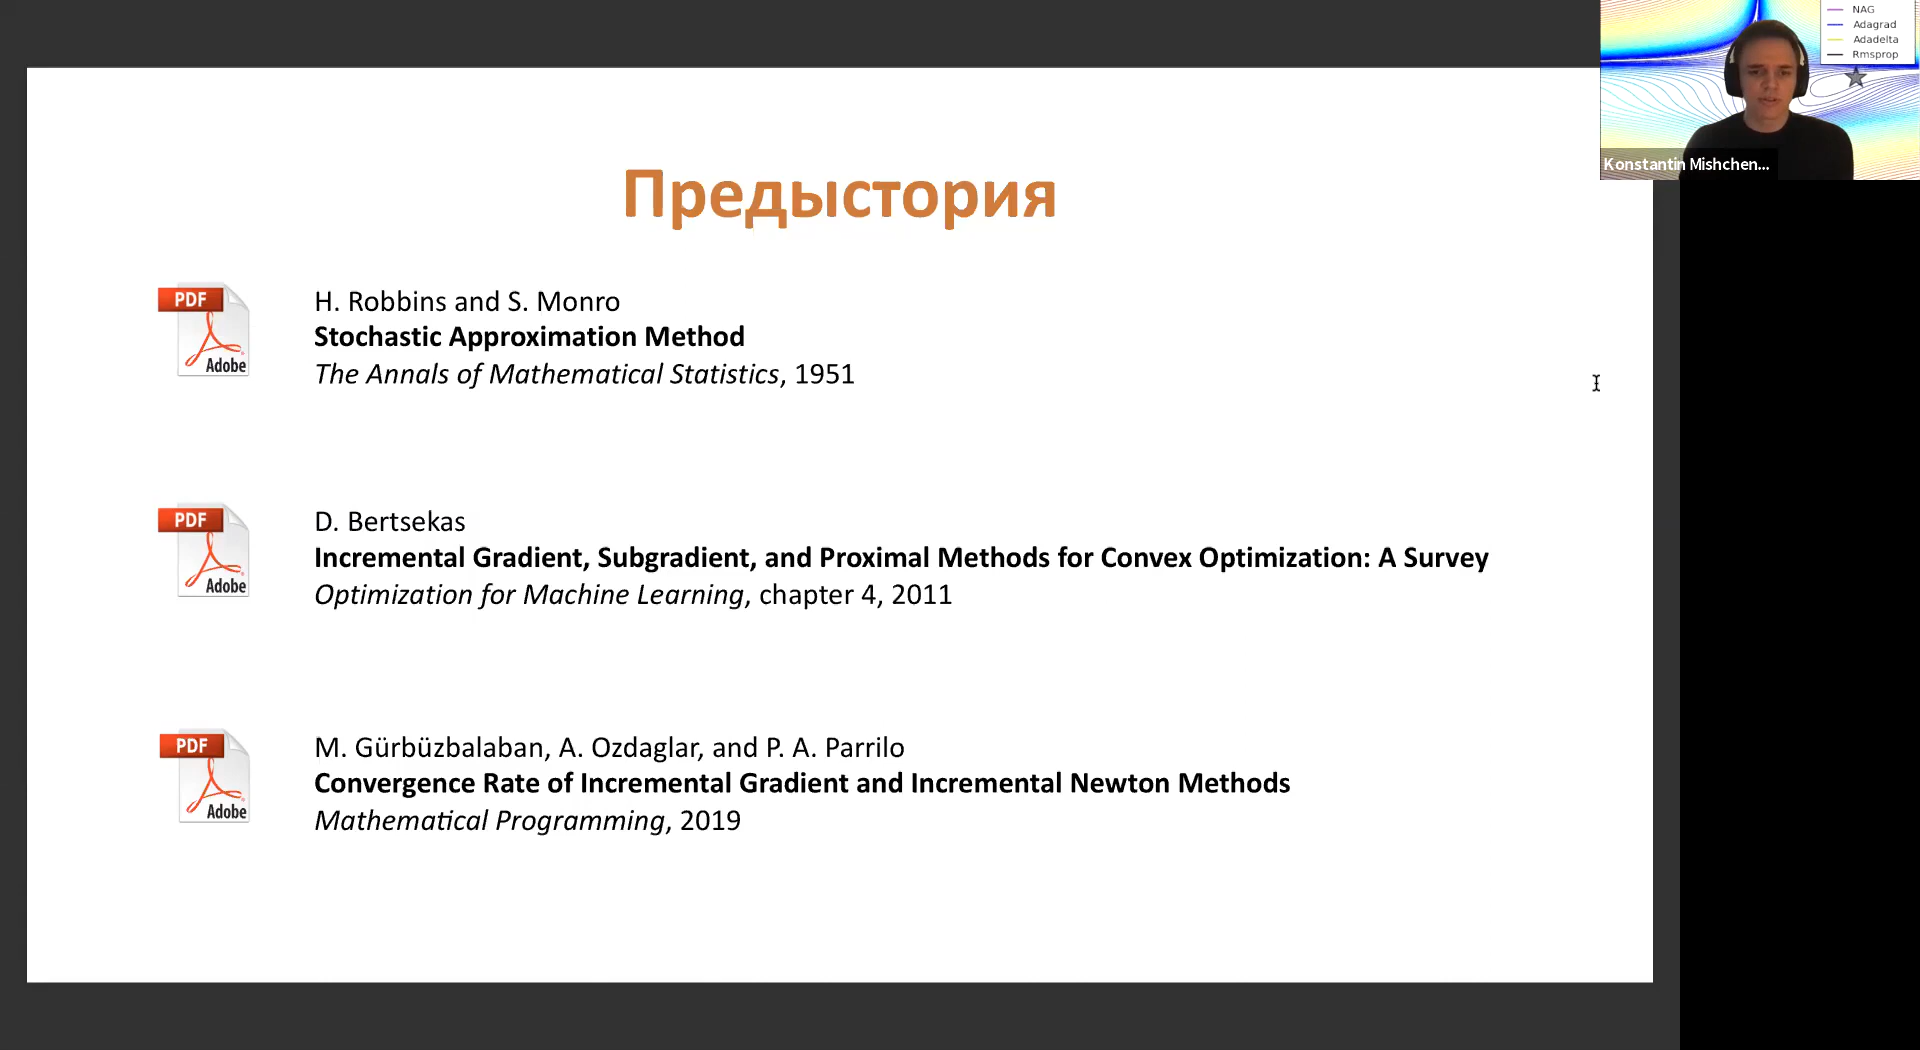 NAG
Adagrad
Adadelta
Rmsprop
Konstantin Mishchen...
Предыстория
PDF
Adobe
H. Robbins and S. Monro
Stochastic Approximation Method
The Annals of Mathematical Statistics, 1951
PDF
Adobe
D. Bertsekas
Incremental Gradient, Subgradient, and Proximal Methods for Convex Optimization: A Survey
Optimization for Machine Learning, chapter 4, 2011
PDF
Adobe
M. Gürbüzbalaban, A. Ozdaglar, and P. A. Parrilo
Convergence Rate of Incremental Gradient and Incremental Newton Methods
Mathematical Programming, 2019